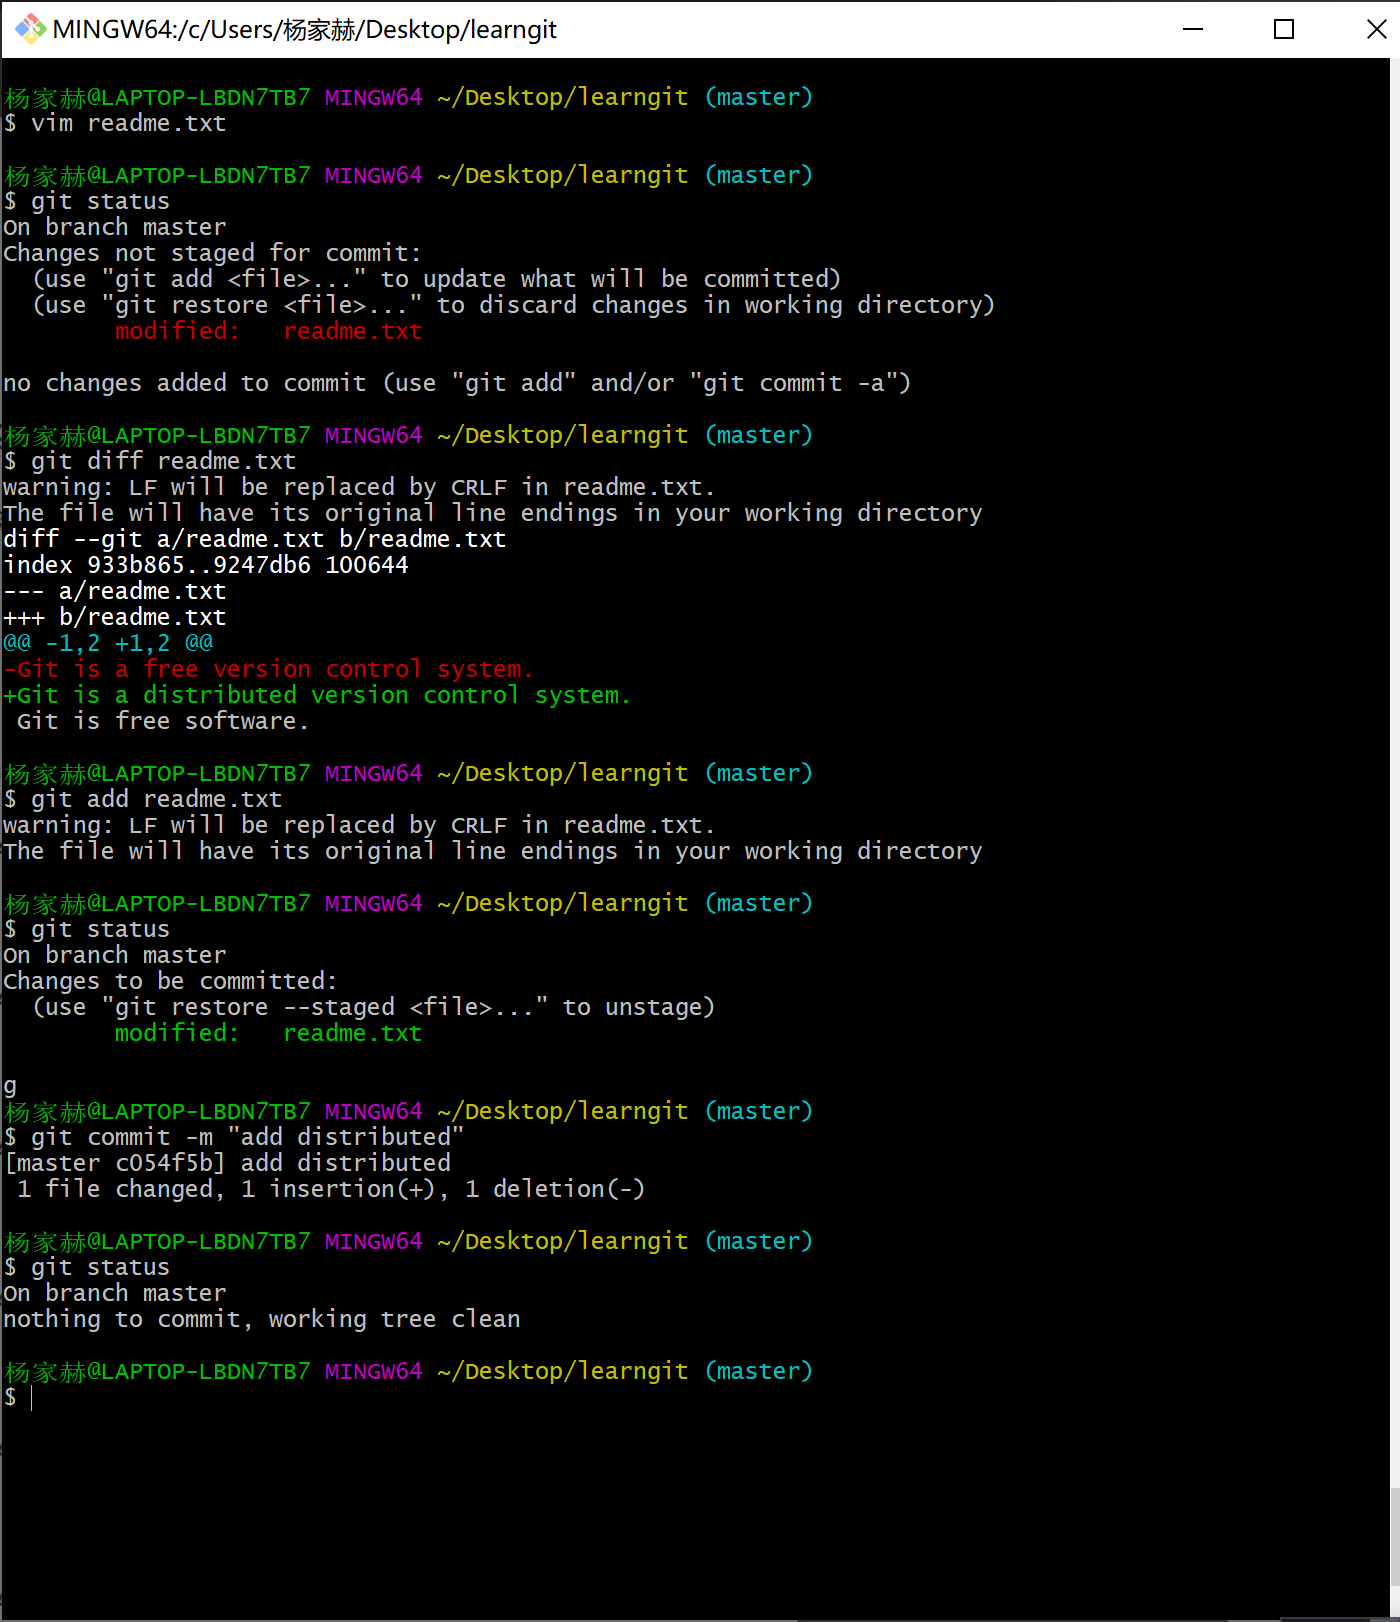 MINGW64:/c/Users/杨家赫/Desktop/learngit
杨家赫@LAPTOP-LBDN7TB7 MINGW64 ~/Desktop/learngit (master)
$ vim readme.txt
杨家赫@LAPTOP-LBDN7TB7 MINGW64 ~/Desktop/learngit (master)
$ git status
On branch master
Changes not staged for commit:
  (use "git add <file>..." to update what will be committed)
  (use "git restore <file>..." to discard changes in working directory)
        modified:   readme.txt
no changes added to commit (use "git add" and/or "git commit -a")
杨家赫@LAPTOP-LBDN7TB7 MINGW64 ~/Desktop/learngit (master)
$ git diff readme.txt
warning: LF will be replaced by CRLF in readme.txt.
The file will have its original line endings in your working directory
diff --git a/readme.txt b/readme.txt
index 933b865..9247db6 100644
--- a/readme.txt
+++ b/readme.txt
@@ -1,2 +1,2 @@
-Git is a free version control system.
+Git is a distributed version control system.
 Git is free software.
杨家赫@LAPTOP-LBDN7TB7 MINGW64 ~/Desktop/learngit (master)
$ git add readme.txt
warning: LF will be replaced by CRLF in readme.txt.
The file will have its original line endings in your working directory
杨家赫@LAPTOP-LBDN7TB7 MINGW64 ~/Desktop/learngit (master)
$ git status
On branch master
Changes to be committed:
  (use "git restore --staged <file>..." to unstage)
        modified:   readme.txt
g
杨家赫@LAPTOP-LBDN7TB7 MINGW64 ~/Desktop/learngit (master)
$ git commit -m "add distributed"
[master c054f5b] add distributed
 1 file changed, 1 insertion(+), 1 deletion(-)
杨家赫@LAPTOP-LBDN7TB7 MINGW64 ~/Desktop/learngit (master)
$ git status
On branch master
nothing to commit, working tree clean
杨家赫@LAPTOP-LBDN7TB7 MINGW64 ~/Desktop/learngit (master)
$